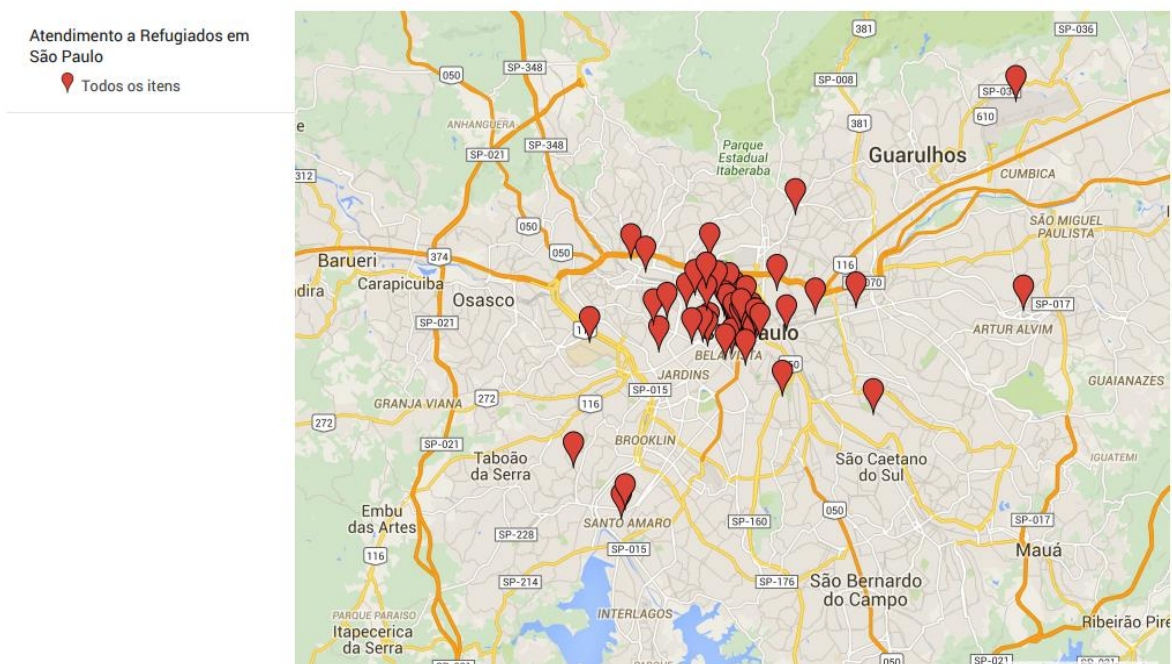 Atendimento a Refugiados em
São Paulo
Todos os itens
381
SP-036
SP-348
050
SP-008
ANHANGUERA
SP-348
381
610
SP-021
Parque
Estadual
Itaberaba
Guarulhos
CUMBICA
312
SÃO MIGUEL
PAULISTA
050
050
374
Barueri
Carapicuiba
116
070
Osasco
SP-017
SP-021
ARTUR ALVIM
BELA VISTA
JARDINS
SP-015
GUAIANAZES
272
GRANJA VIANA
116
272
SP-021
BROOKLIN
Taboão
da Serra
São Caetano
do Sul
IGUATEMI
Embu
das Artes
050
SANTO AMARO
SP-160
SP-017
SP-228
116
SP-015
Mauá
SP-214
SP-176
São Bernardo
do Campo
INTERLAGOS
PARQUE PARAISO
Itapecerica
da Serra
Ribeirão Pire
SP-021
050
SP-021